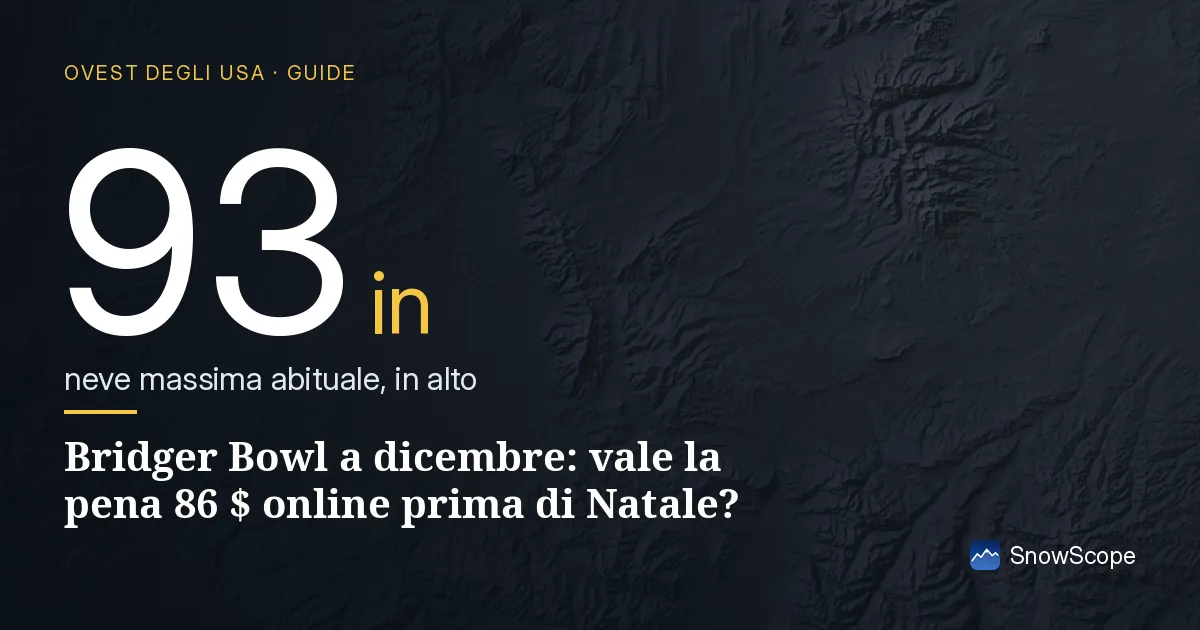 OVEST DEGLI USA · GUIDE
93 in
neve massima abituale, in alto
Bridger Bowl a dicembre: vale la
pena 86 $ online prima di Natale?
SnowScope